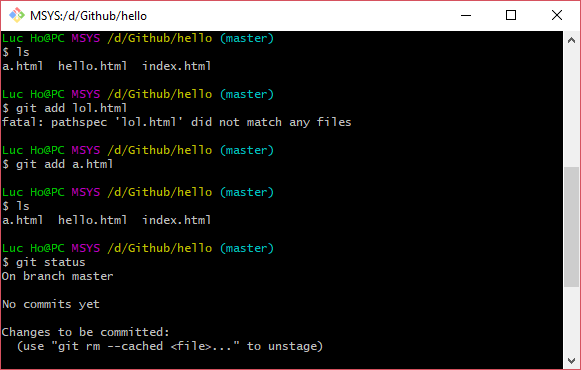 MSYS:/d/Github/hello
Luc Ho@PC MSYS /d/Github/hello (master)
$ ls
a.html  hello.html  index.html
Luc Ho@PC MSYS /d/Github/hello (master)
$ git add lol.html
fatal: pathspec 'lol.html' did not match any files
Luc Ho@PC MSYS /d/Github/hello (master)
$ git add a.html
Luc Ho@PC MSYS /d/Github/hello (master)
$ ls
a.html  hello.html  index.html
Luc Ho@PC MSYS /d/Github/hello (master)
$ git status
On branch master
No commits yet
Changes to be committed:
  (use "git rm --cached <file>..." to unstage)